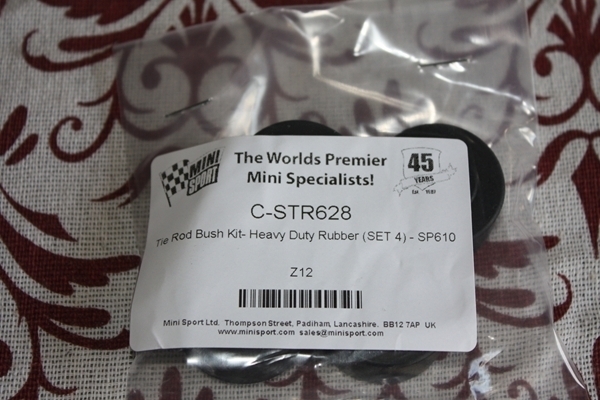 MINI
SPORT
The Worlds Premier
Mini Specialists!
45
YEARS
C-STR628
Tie Rod Bush Kit- Heavy Duty Rubber (SET 4) - SP610
Z12
Mini Sport Ltd. Thompson Street, Padiham, Lancashire. BB12 7AP UK
www.minisport.com sales@minisport.com